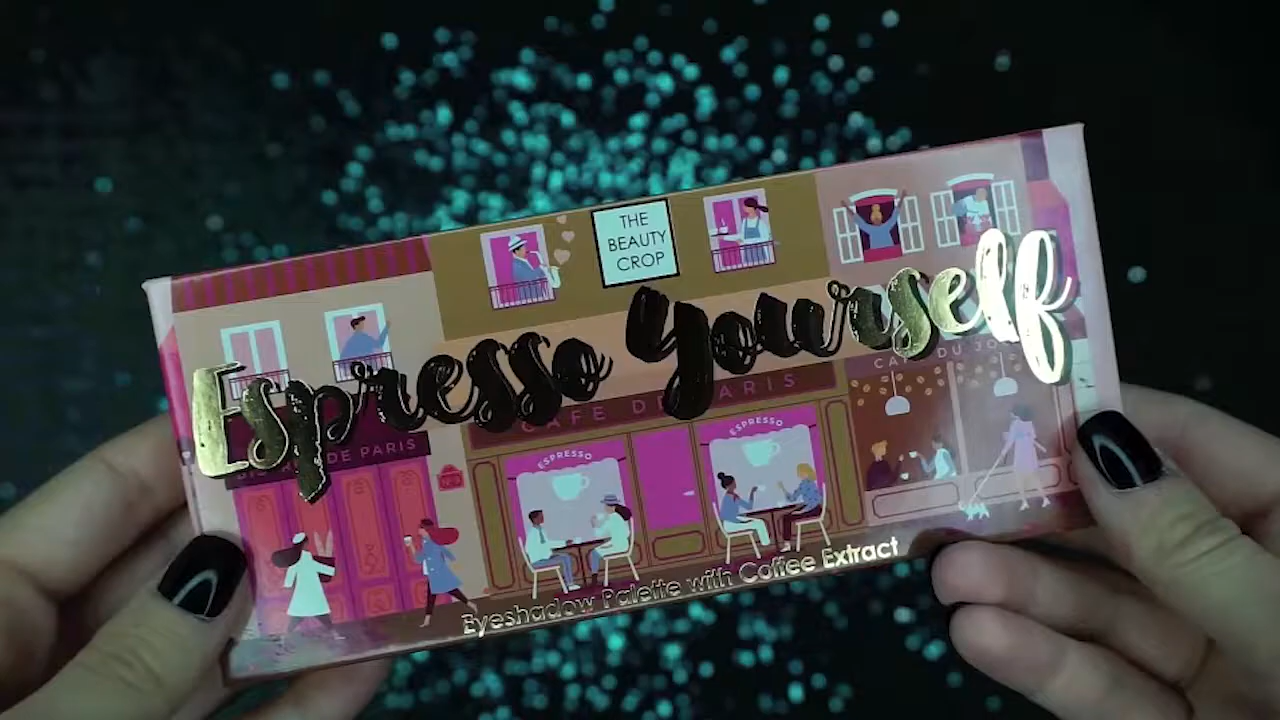 THE
BEAUTY
CROP
Espresso Yourself
CAFE DE PARIS
DE PARIS
ESPRESSO
ESPRESSO
Eyeshadow Palette with Coffee Extract